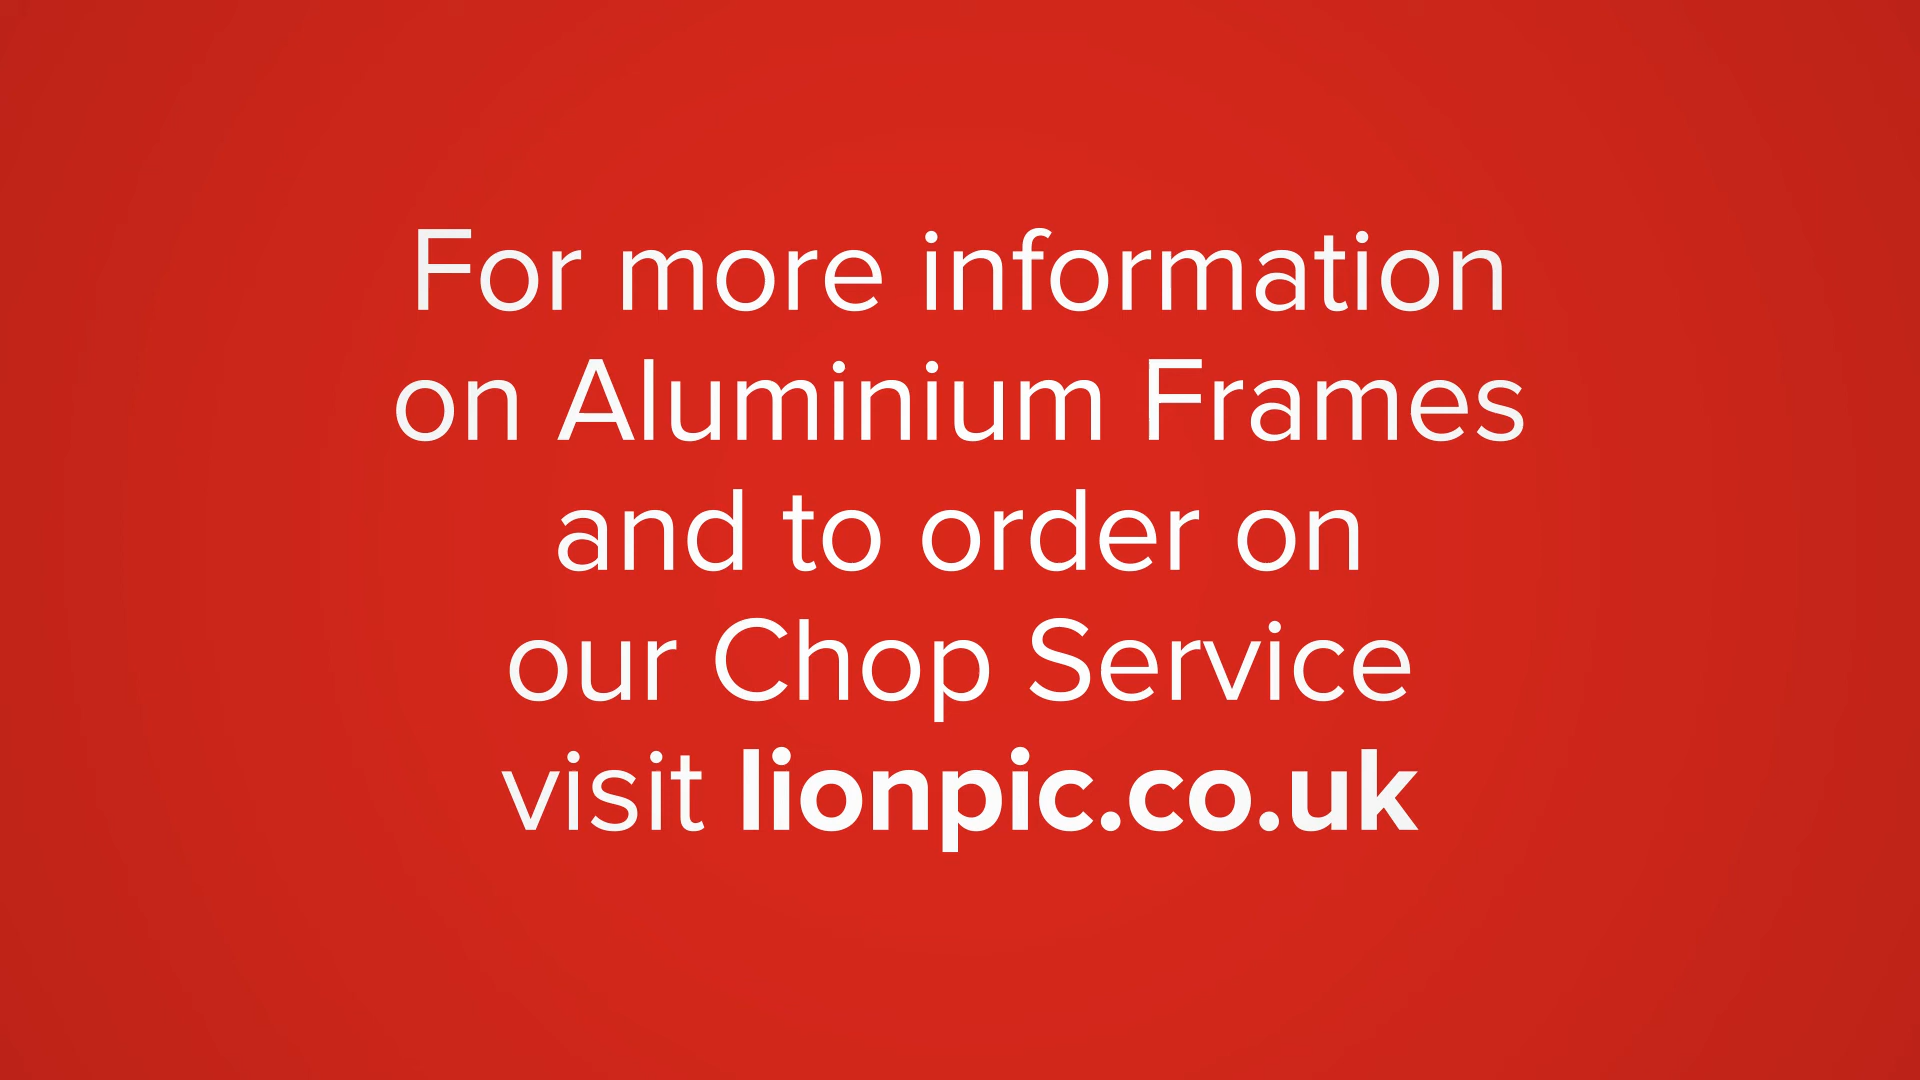 For more information
on Aluminium Frames
and to order on
our Chop Service
visit lionpic.co.uk